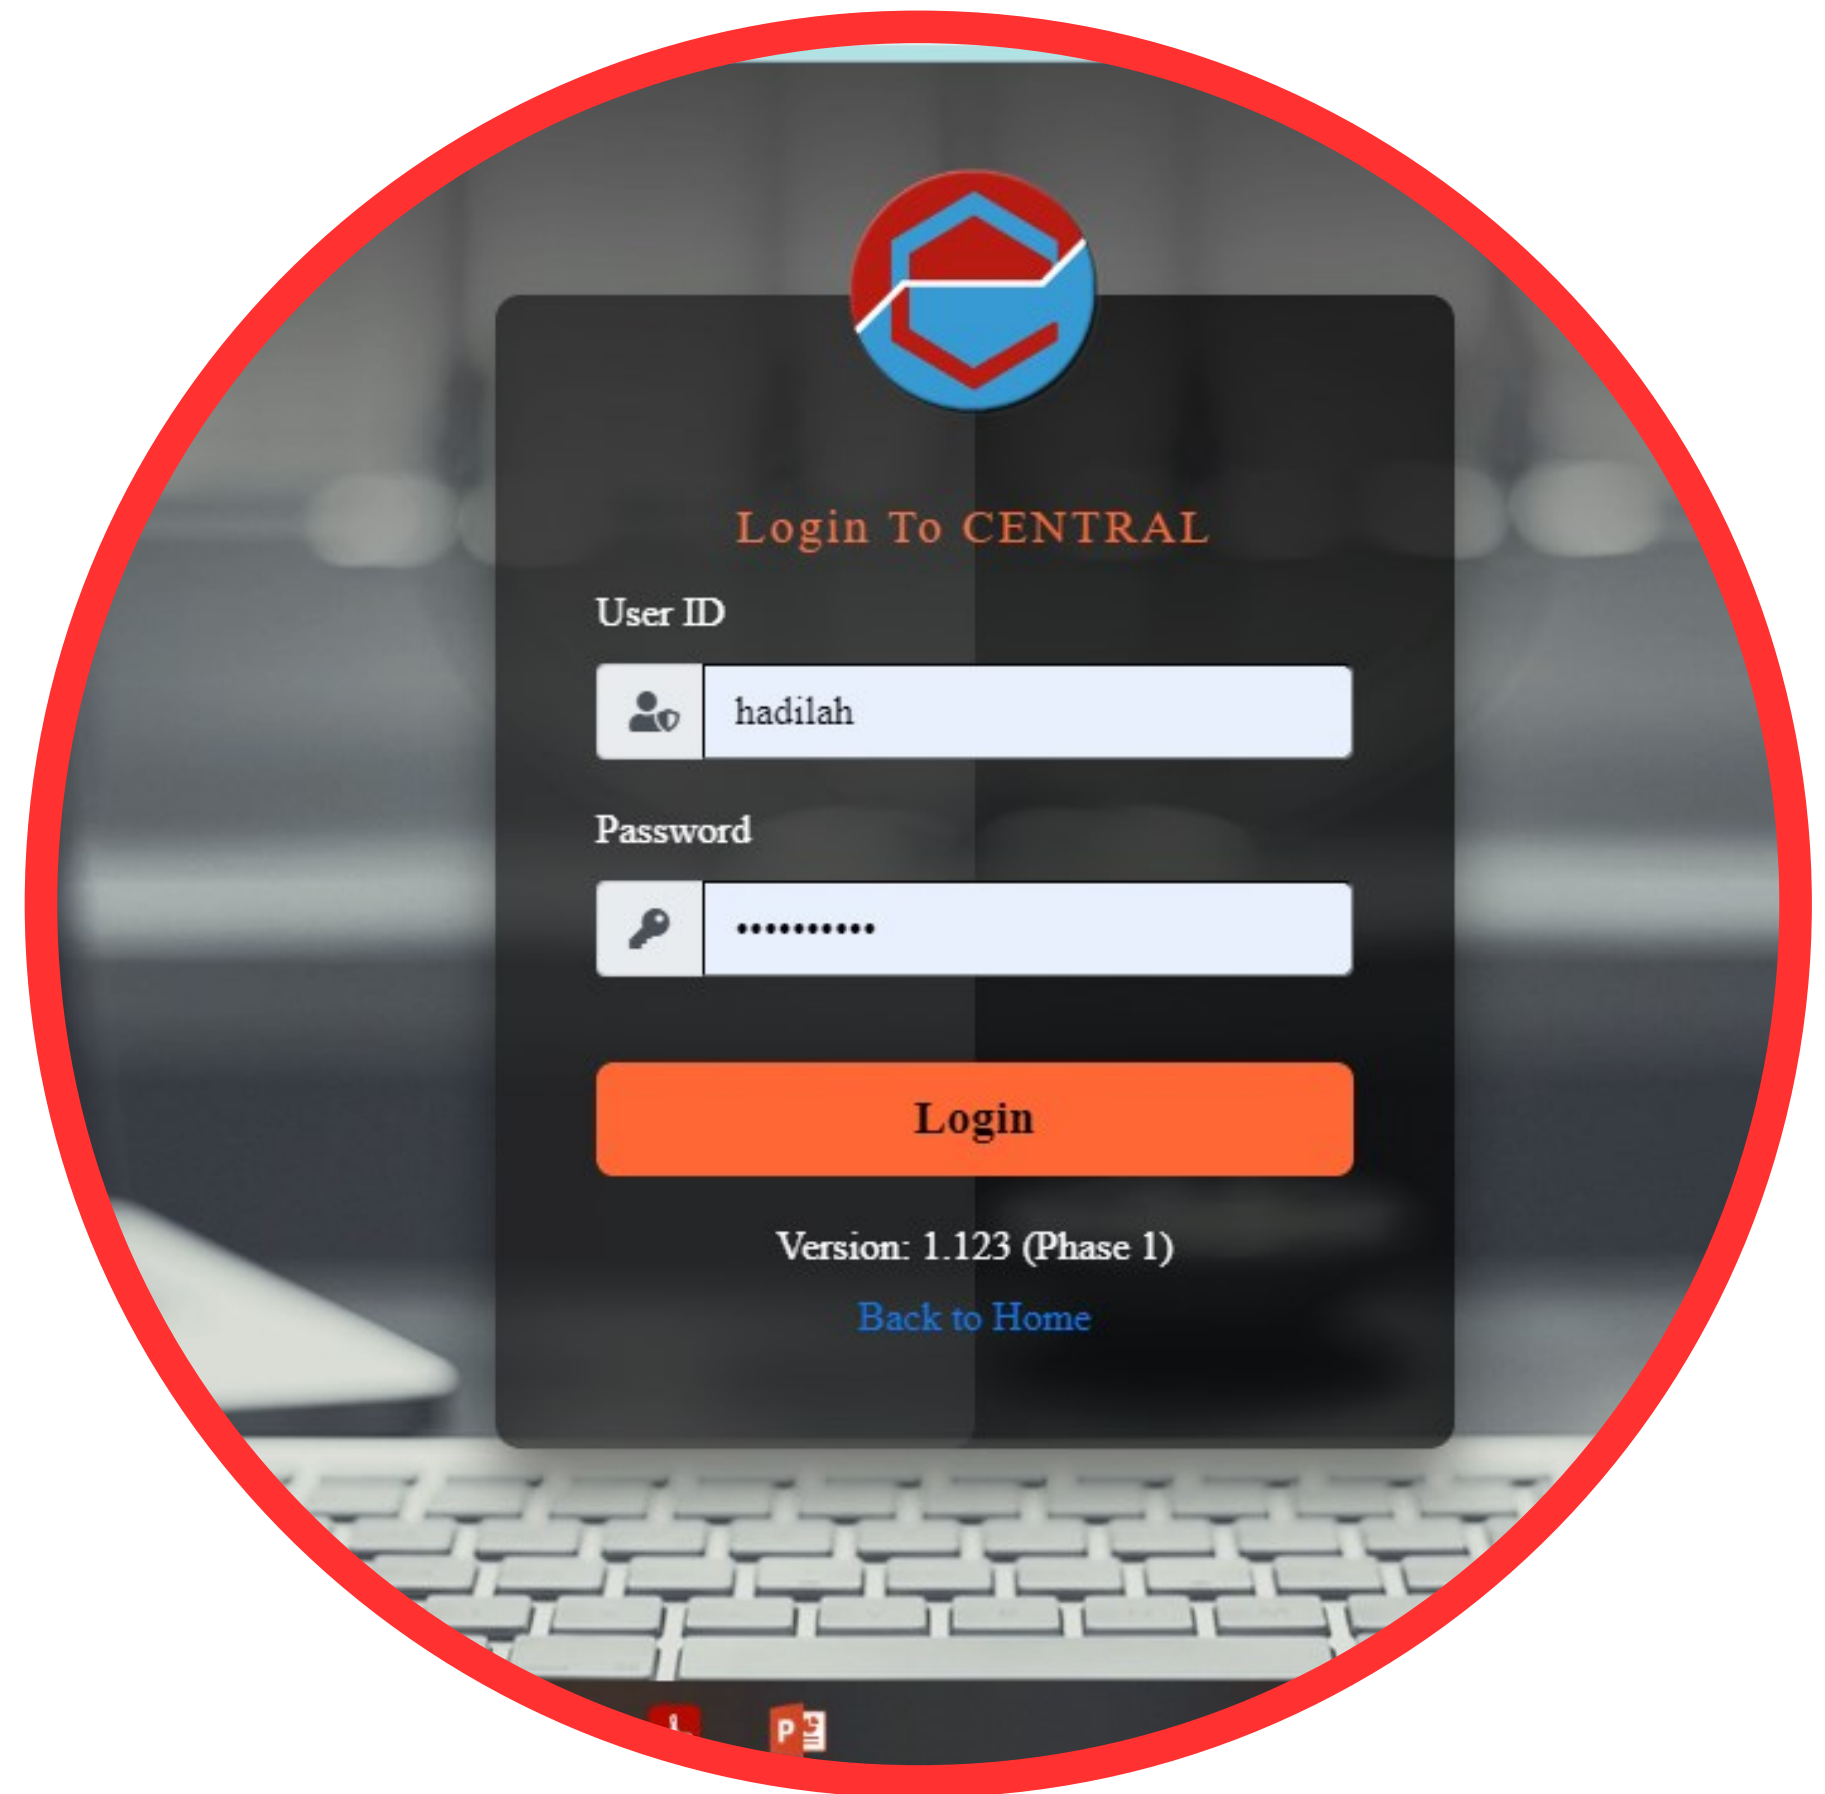 Login To CENTRAL
User ID
hadilah
Password
••••••••••
Login
Version: 1.123 (Phase 1)
Back to Home
P